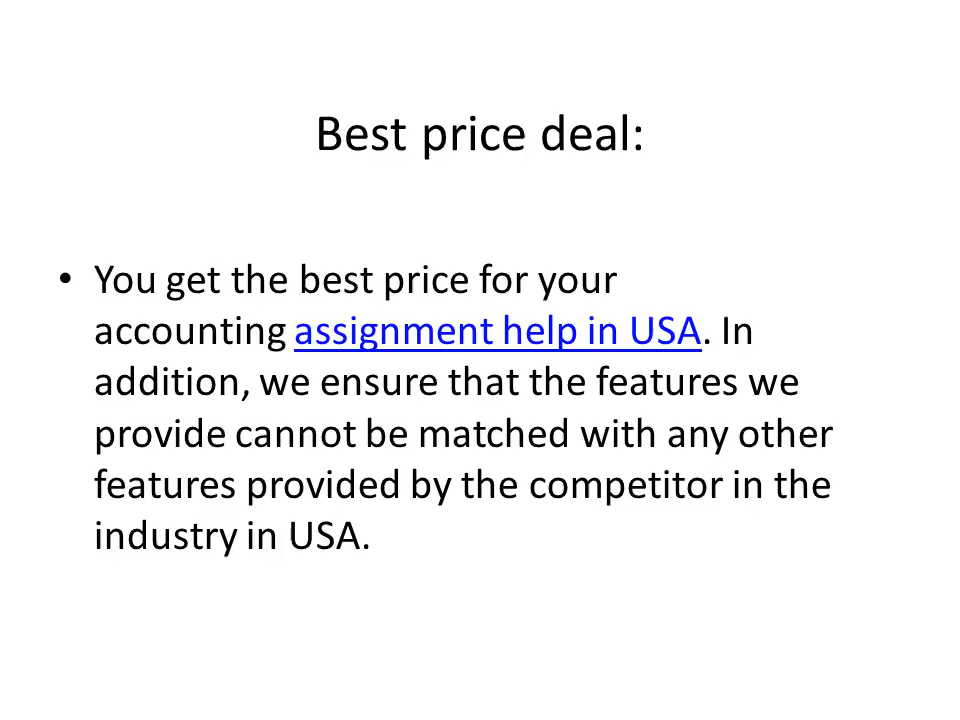 Best price deal:
• You get the best price for your
accounting assignment help in USA. In
addition, we ensure that the features we
provide cannot be matched with any other
features provided by the competitor in the
industry in USA.